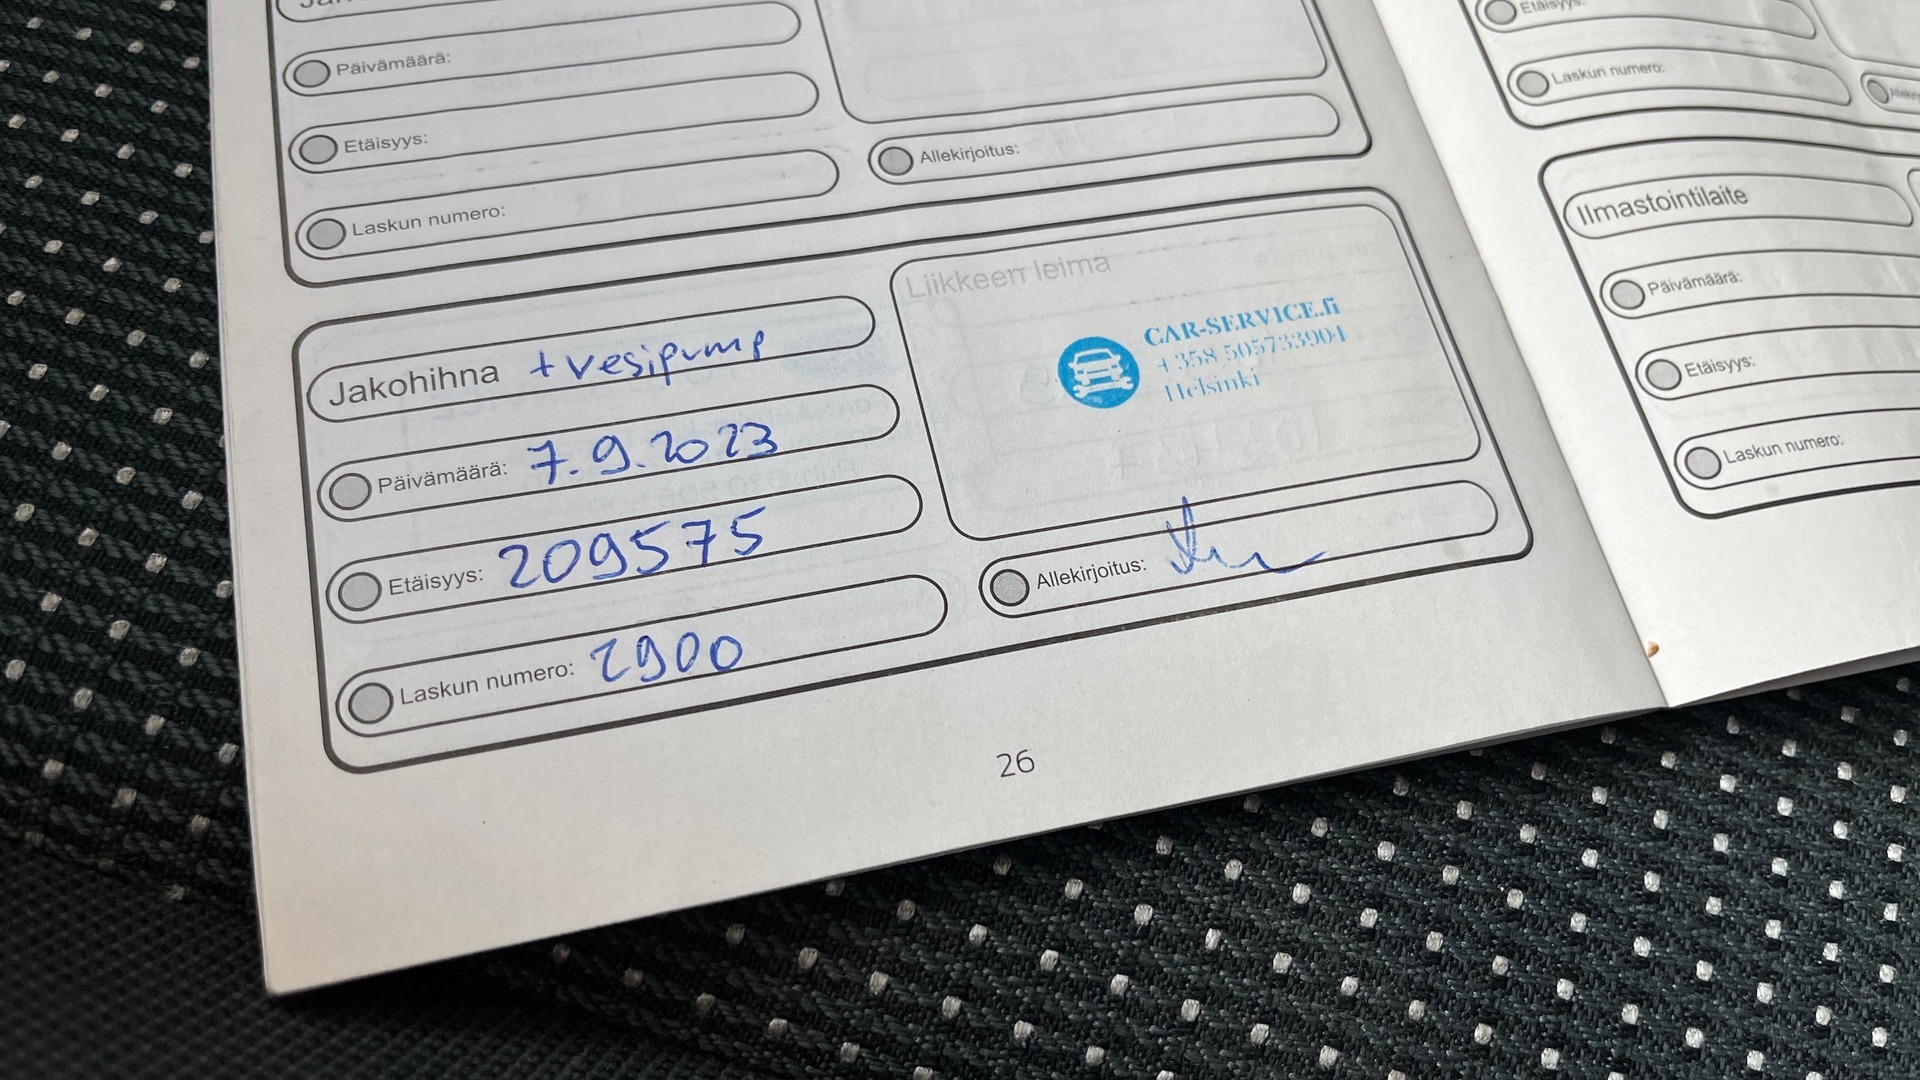 Päivämäärä:
Etäisyys:
Laskun numero:
Allekirjoitus:
Jakohihna + vesipump
Päivämäärä: 7.9.2023
Etäisyys: 209575
Laskun numero: 2900
Liikkeen leima
CAR-SERVICE.fi
+358 505733904
Helsinki
Allekirjoitus:
26
Etäisyys:
Laskun numero:
Ilmastointilaite
Päivämäärä:
Etäisyys:
Laskun numero: